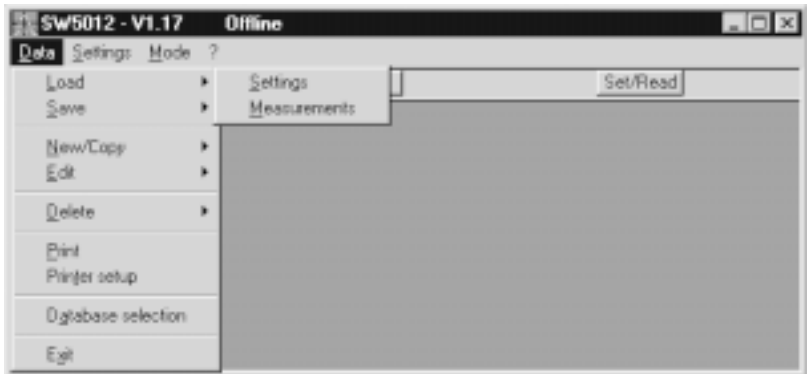 SW5012 - V1.17 Offline
Data Settings Mode ?
Load
Save
New/Copy
Edit
Delete
Print
Printer setup
Database selection
Exit
Settings
Measurements
Set/Read